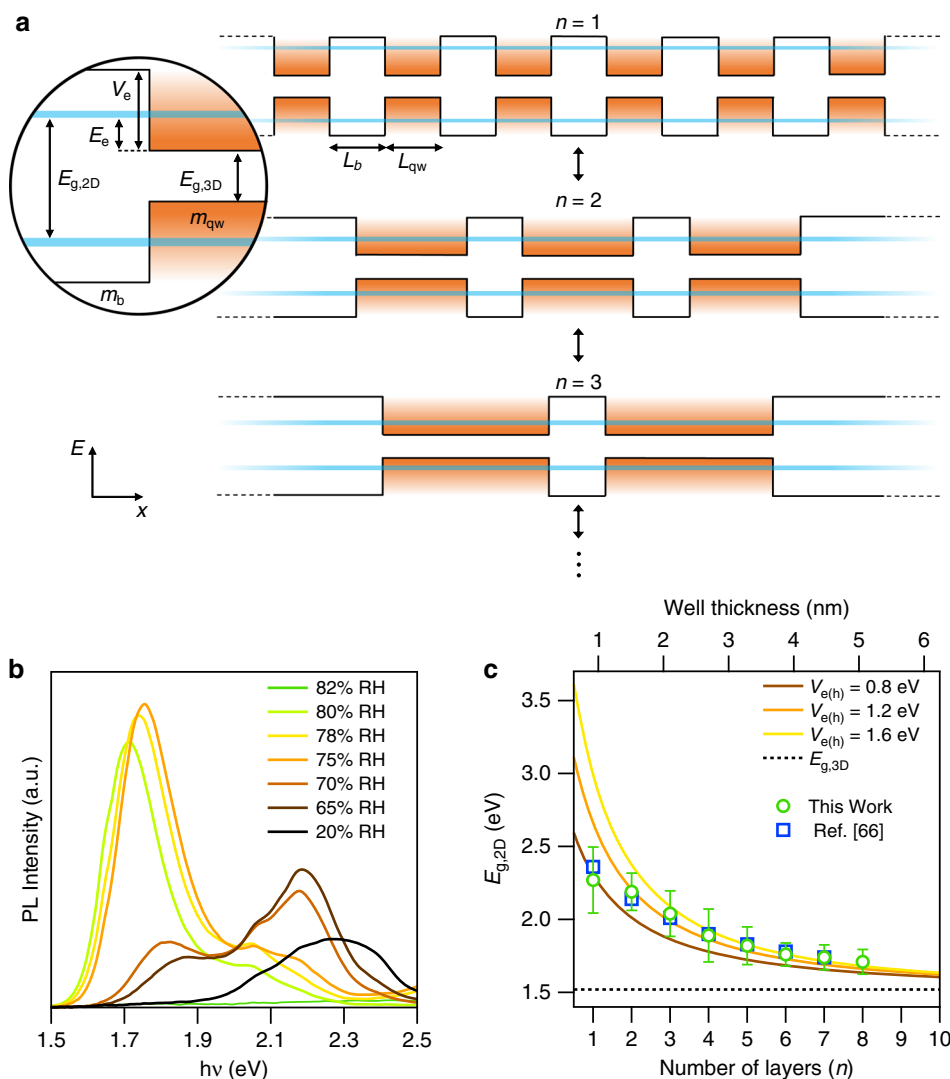 a
n = 1
V_e
E_e
E_g,2D
E_g,3D
m_qw
m_b
L_b
L_qw
n = 2
n = 3
E
x
b
PL Intensity (a.u.)
82% RH
80% RH
78% RH
75% RH
70% RH
65% RH
20% RH
1.5 1.7 1.9 2.1 2.3 2.5
hν (eV)
c
Well thickness (nm)
1 2 3 4 5 6
E_g,2D (eV)
3.5
3.0
2.5
2.0
1.5
V_e(h) = 0.8 eV
V_e(h) = 1.2 eV
V_e(h) = 1.6 eV
E_g,3D
This Work
Ref. [66]
1 2 3 4 5 6 7 8 9 10
Number of layers (n)